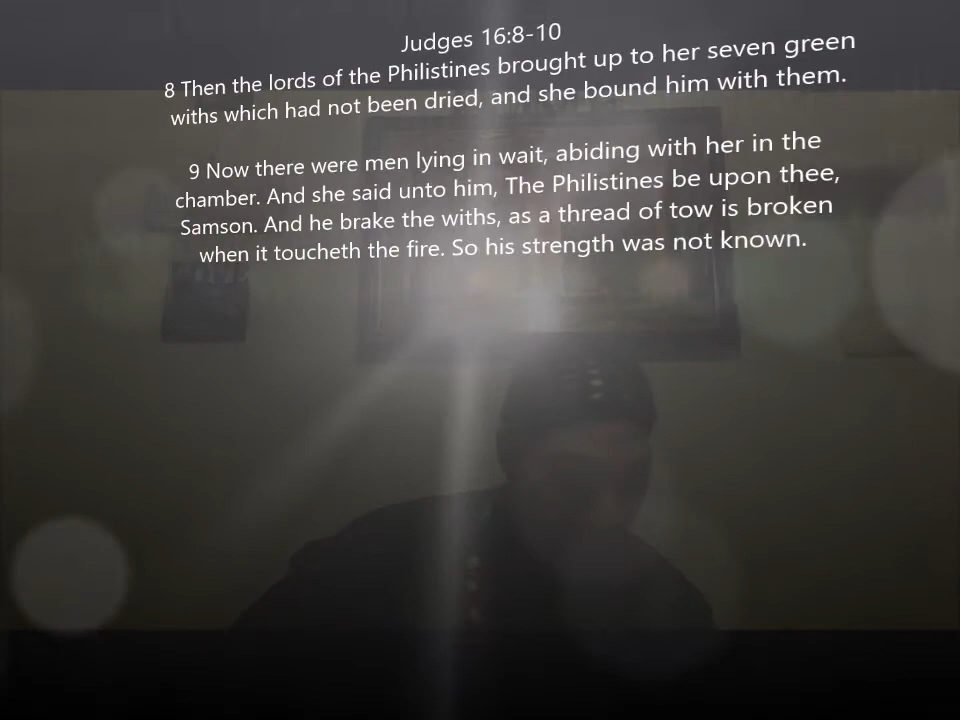 Judges 16:8-10
8 Then the lords of the Philistines brought up to her seven green
withs which had not been dried, and she bound him with them.
9 Now there were men lying in wait, abiding with her in the
chamber. And she said unto him, The Philistines be upon thee,
Samson. And he brake the withs, as a thread of tow is broken
when it toucheth the fire. So his strength was not known.